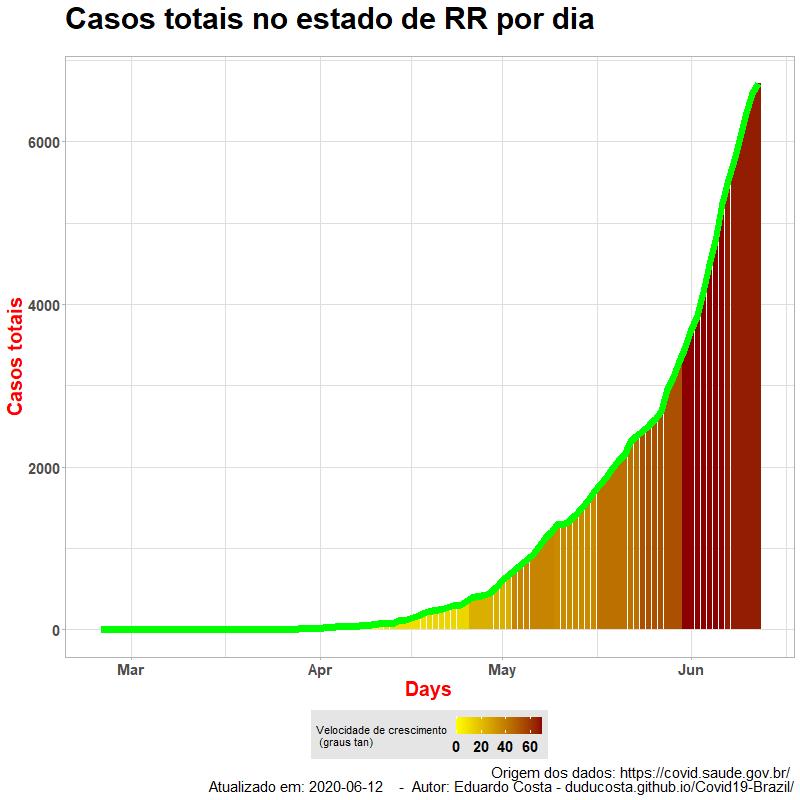 Casos totais no estado de RR por dia
Casos totais
6000
4000
2000
0
Mar Apr May Jun
Days
Velocidade de crescimento
(graus tan)
0 20 40 60
Origem dos dados: https://covid.saude.gov.br/
Atualizado em: 2020-06-12 - Autor: Eduardo Costa - duducosta.github.io/Covid19-Brazil/